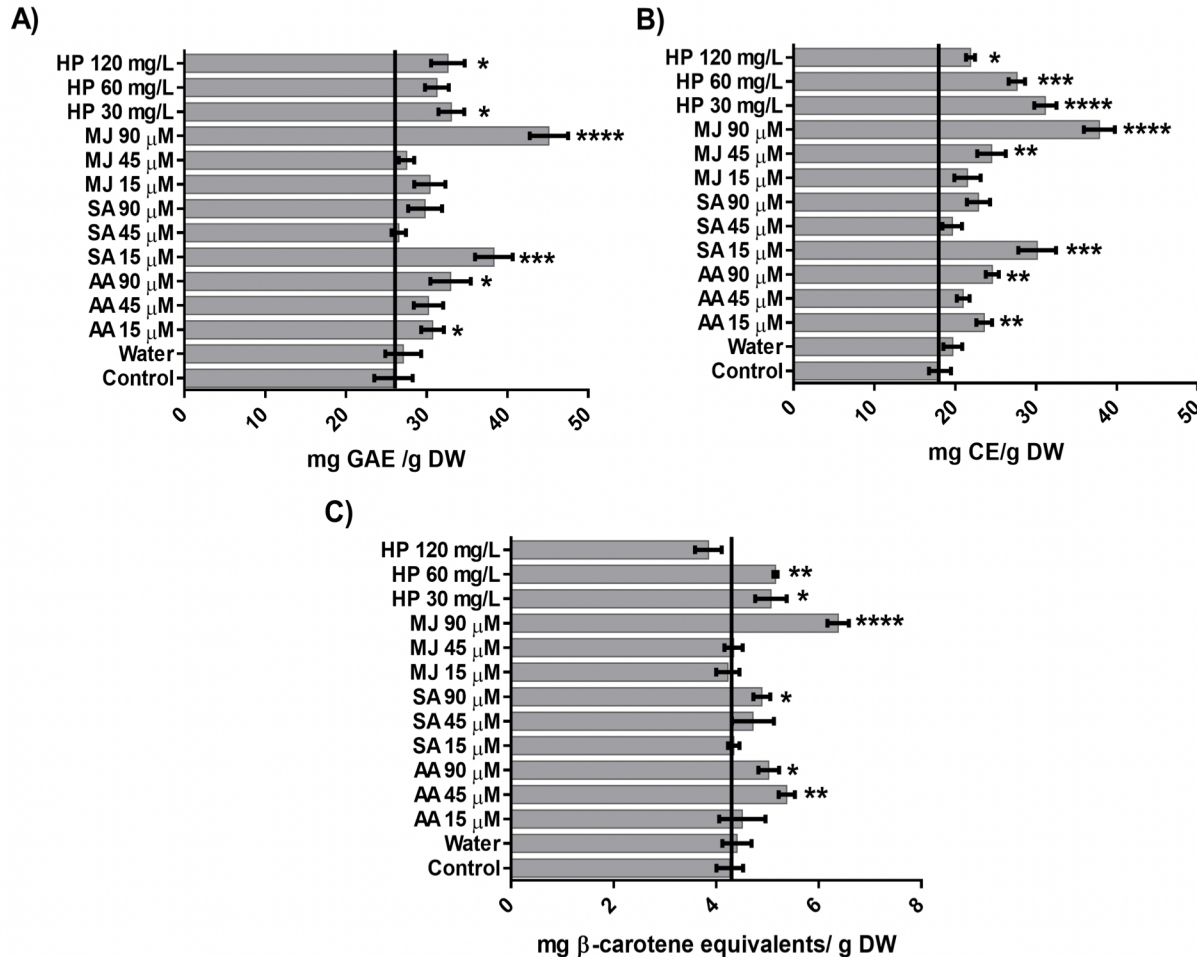 A)
HP 120 mg/L *
HP 60 mg/L
HP 30 mg/L *
MJ 90 μM ****
MJ 45 μM
MJ 15 μM
SA 90 μM
SA 45 μM
SA 15 μM ***
AA 90 μM *
AA 45 μM
AA 15 μM *
Water
Control
0 10 20 30 40 50
mg GAE /g DW
B)
HP 120 mg/L *
HP 60 mg/L ***
HP 30 mg/L ****
MJ 90 μM ****
MJ 45 μM **
MJ 15 μM
SA 90 μM
SA 45 μM
SA 15 μM ***
AA 90 μM **
AA 45 μM
AA 15 μM **
Water
Control
0 10 20 30 40 50
mg CE/g DW
C)
HP 120 mg/L
HP 60 mg/L **
HP 30 mg/L *
MJ 90 μM ****
MJ 45 μM
MJ 15 μM
SA 90 μM *
SA 45 μM
SA 15 μM
AA 90 μM *
AA 45 μM **
AA 15 μM
Water
Control
0 2 4 6 8
mg β-carotene equivalents/ g DW